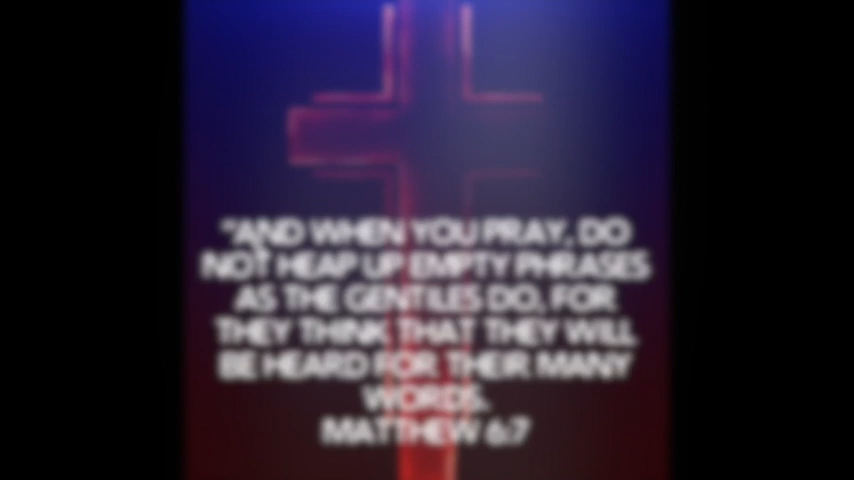 "AND WHEN YOU PRAY, DO
NOT HEAP UP EMPTY PHRASES
AS THE GENTILES DO, FOR
THEY THINK THAT THEY WILL
BE HEARD FOR THEIR MANY
WORDS.
MATTHEW 6:7